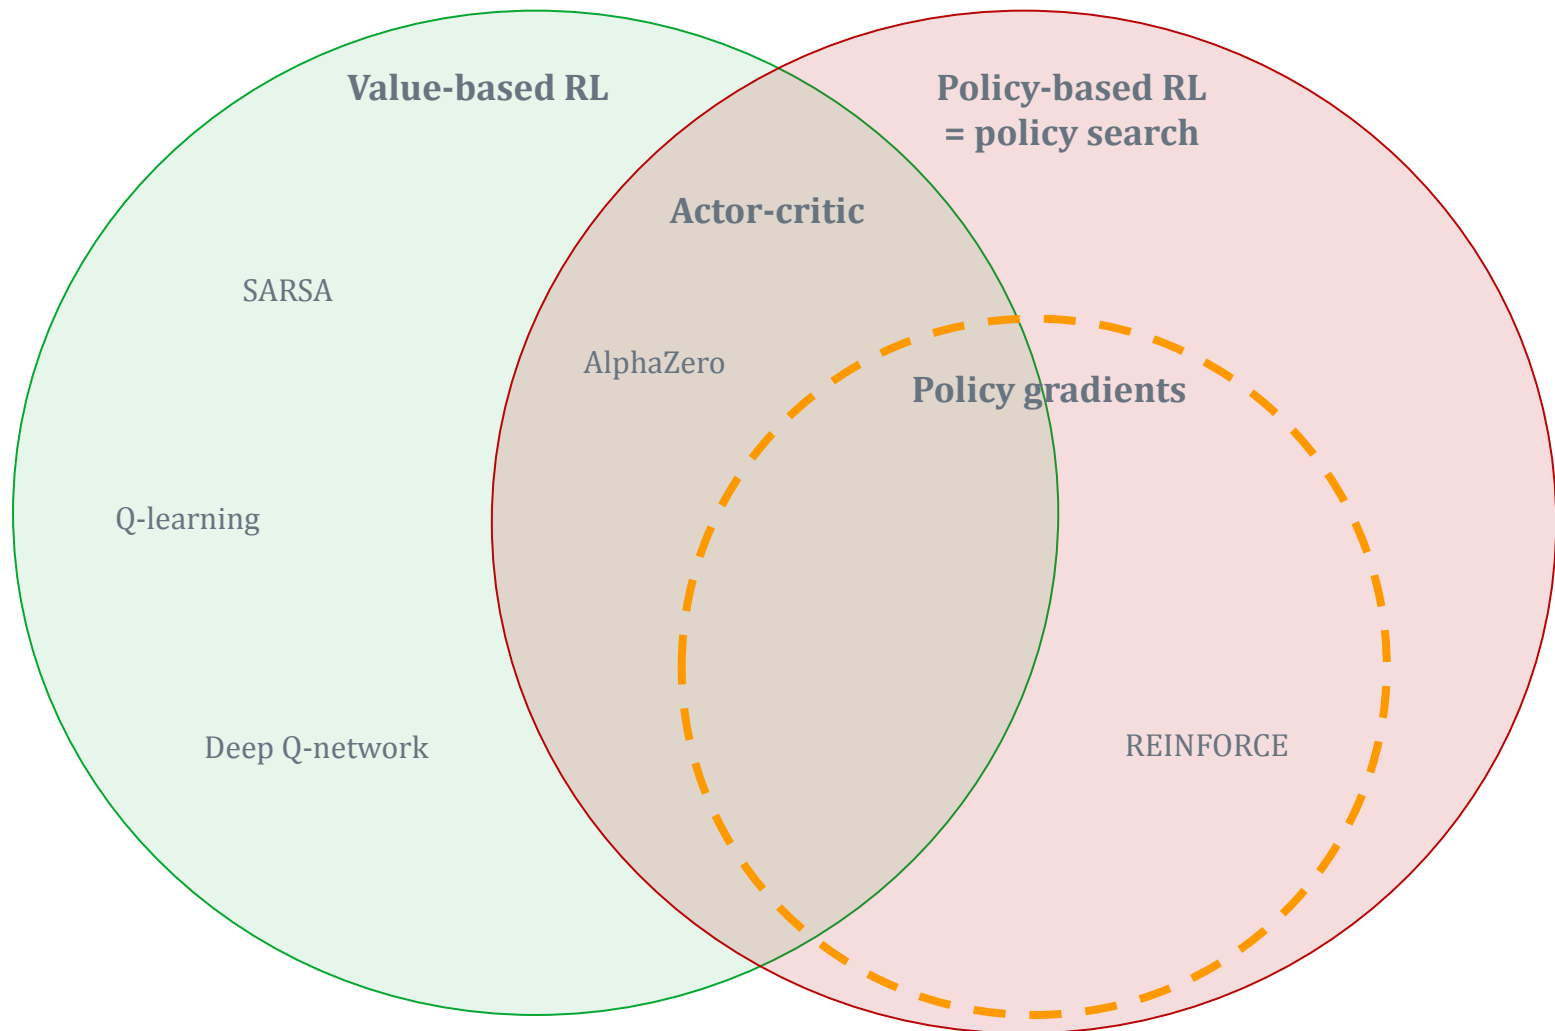 Value-based RL
Policy-based RL
= policy search
Actor-critic
SARSA
AlphaZero
Policy gradients
Q-learning
Deep Q-network
REINFORCE